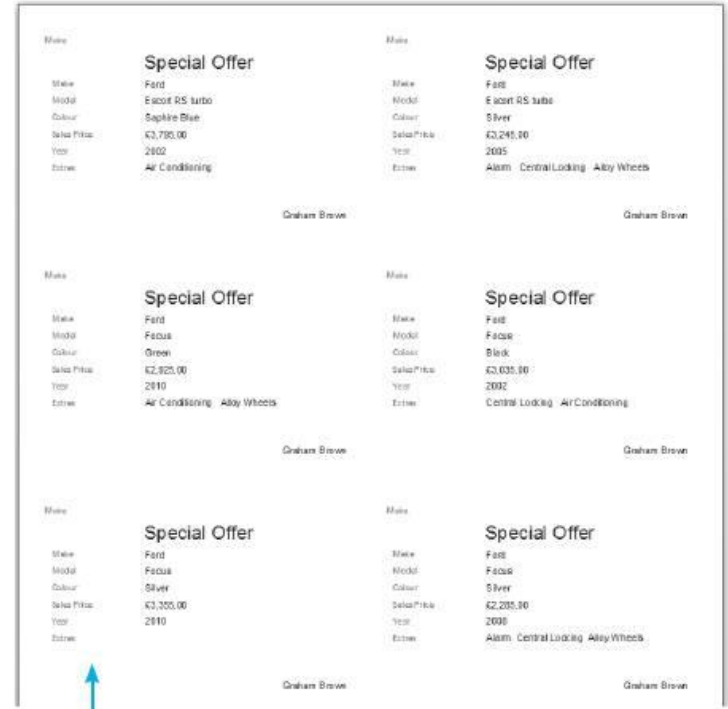 Make
Special Offer
Make Ford
Model Escort RS turbo
Colour Saphire Blue
Sales Price £3,795.00
Year 2002
Extras Air Conditioning
Graham Brown
Make
Special Offer
Make Ford
Model Escort RS turbo
Colour Silver
Sales Price £3,245.00
Year 2005
Extras Alarm Central Locking Alloy Wheels
Graham Brown
Make
Special Offer
Make Ford
Model Focus
Colour Green
Sales Price £2,925.00
Year 2010
Extras Air Conditioning Alloy Wheels
Graham Brown
Make
Special Offer
Make Ford
Model Focus
Colour Black
Sales Price £3,035.00
Year 2002
Extras Central Locking Air Conditioning
Graham Brown
Make
Special Offer
Make Ford
Model Focus
Colour Silver
Sales Price £3,355.00
Year 2010
Extras
Graham Brown
Make
Special Offer
Make Ford
Model Focus
Colour Silver
Sales Price £2,285.00
Year
Extras Alarm Central Locking Alloy Wheels
Graham Brown